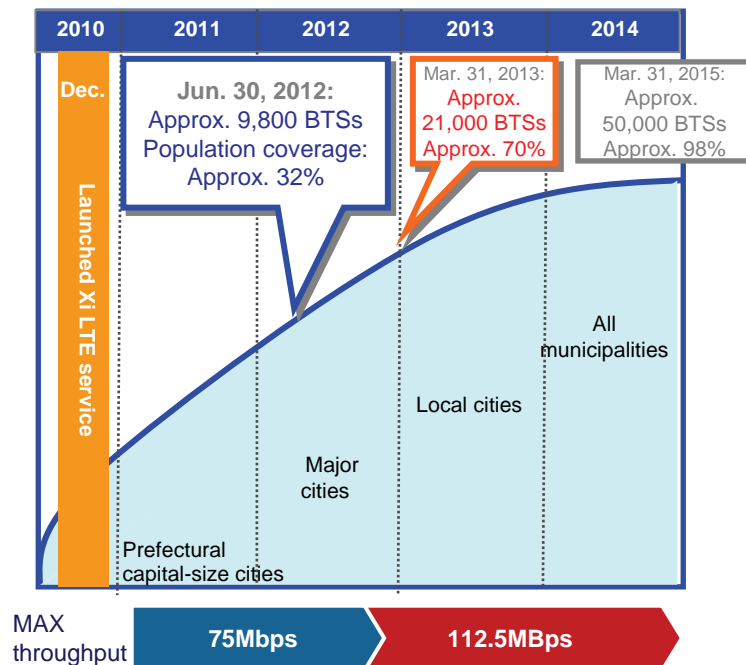 2010 2011 2012 2013 2014
Dec.
Launched Xi LTE service
Jun. 30, 2012:
Approx. 9,800 BTSs
Population coverage:
Approx. 32%
Mar. 31, 2013:
Approx.
21,000 BTSs
Approx. 70%
Mar. 31, 2015:
Approx.
50,000 BTSs
Approx. 98%
All
municipalities
Local cities
Major
cities
Prefectural
capital-size cities
MAX
throughput
75Mbps
112.5MBps